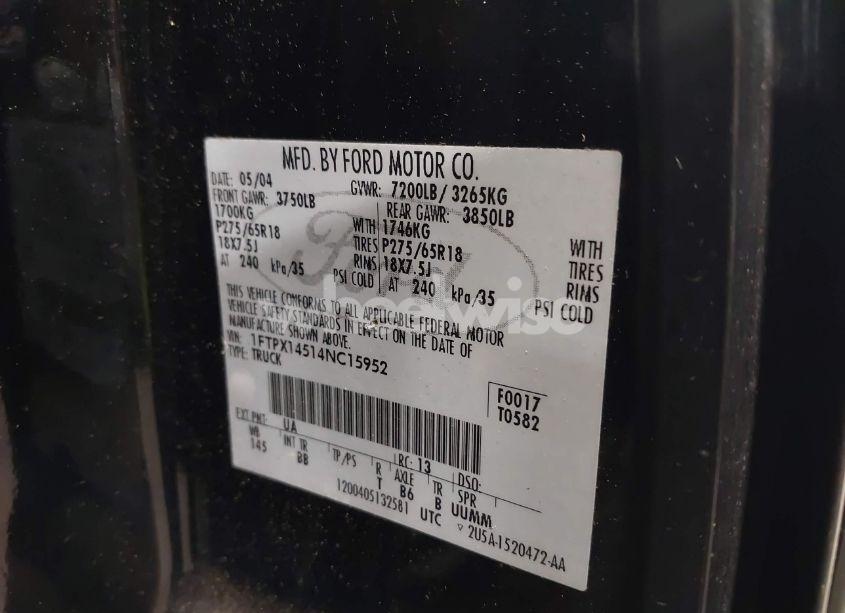 MFD. BY FORD MOTOR CO.
DATE: 05/04 GVWR: 7200LB/ 3265KG
FRONT GAWR: 3750LB REAR GAWR: 3850LB
1700KG WITH 1746KG WITH
P275/65R18 TIRES P275/65R18 TIRES
18X7.5J RIMS 18X7.5J RIMS
AT 240 kPa/35 PSI COLD AT 240 kPa/35 PSI COLD
THIS VEHICLE CONFORMS TO ALL APPLICABLE FEDERAL MOTOR
VEHICLE SAFETY STANDARDS IN EFFECT ON THE DATE OF
MANUFACTURE SHOWN ABOVE.
VIN: 1FTPX14514NC15952
TYPE: TRUCK
F0017
T0582
EXT PNT: UA RC: 13 DSO:
WB INT TR TP/PS R AXLE TR SPR
145 BB T B6 B UUMM
1200405132581 UTC ▽ 2U5A-1520472-AA